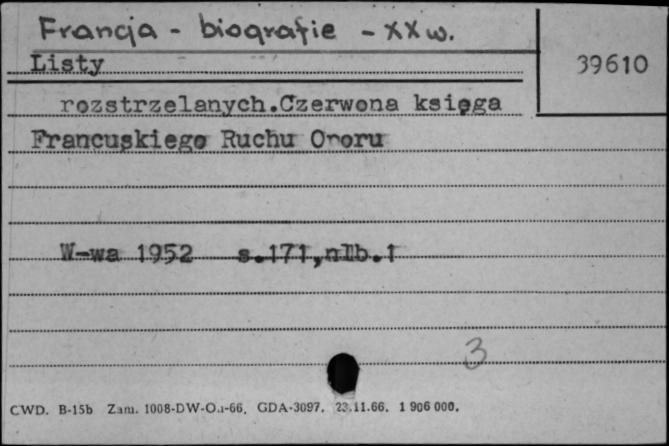 Francja - biografie - XX w.
39610
Listy
rozstrzelanych.Czerwona księga
Francuskiego Ruchu Oporu
W-wa 1952 s.171,nlb.1
3
CWD. B-15b Zam. 1008-DW-O.-66. GDA-3097. 23.11.66. 1 906 000.